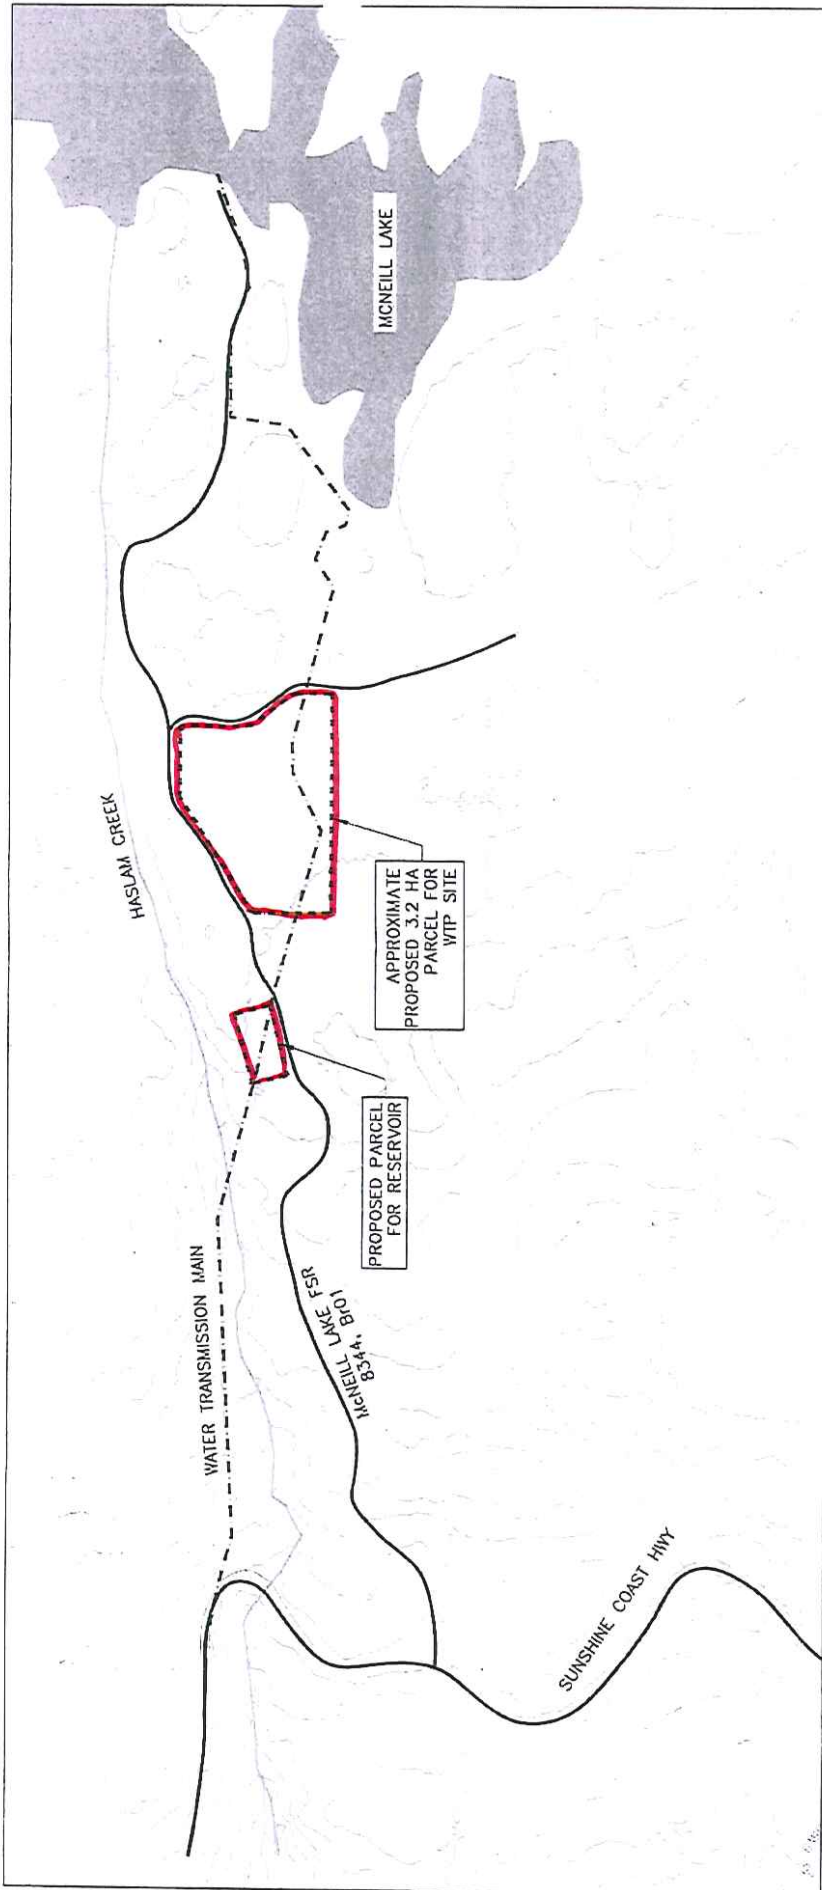 MCNEILL LAKE
HASLAM CREEK
APPROXIMATE
PROPOSED 3.2 HA
PARCEL FOR
WTP SITE
PROPOSED PARCEL
FOR RESERVOIR
WATER TRANSMISSION MAIN
McNEILL LAKE FSR
8344. Br01
SUNSHINE COAST HWY